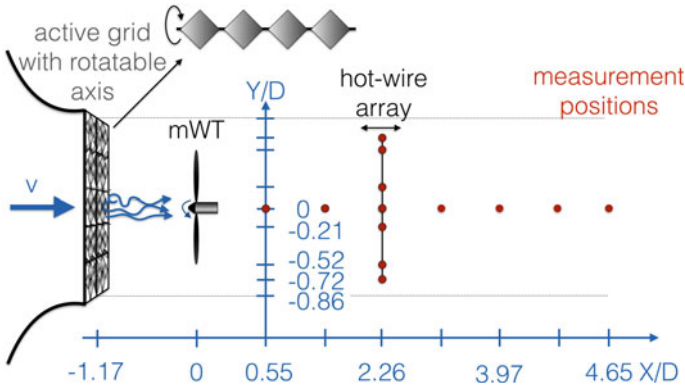 active grid
with rotatable
axis
hot-wire
array
measurement
positions
Y/D
mWT
v
0
-0.21
-0.52
-0.72
-0.86
-1.17 0 0.55 2.26 3.97 4.65 X/D